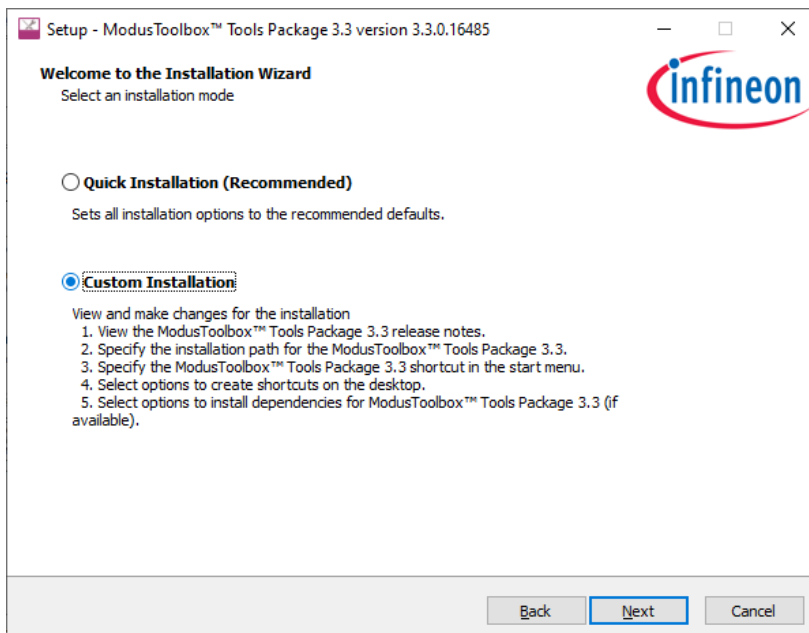 Setup - ModusToolbox™ Tools Package 3.3 version 3.3.0.16485
Welcome to the Installation Wizard
Select an installation mode
infineon
Quick Installation (Recommended)
Sets all installation options to the recommended defaults.
Custom Installation
View and make changes for the installation
1. View the ModusToolbox™ Tools Package 3.3 release notes.
2. Specify the installation path for the ModusToolbox™ Tools Package 3.3.
3. Specify the ModusToolbox™ Tools Package 3.3 shortcut in the start menu.
4. Select options to create shortcuts on the desktop.
5. Select options to install dependencies for ModusToolbox™ Tools Package 3.3 (if
available).
Back Next Cancel